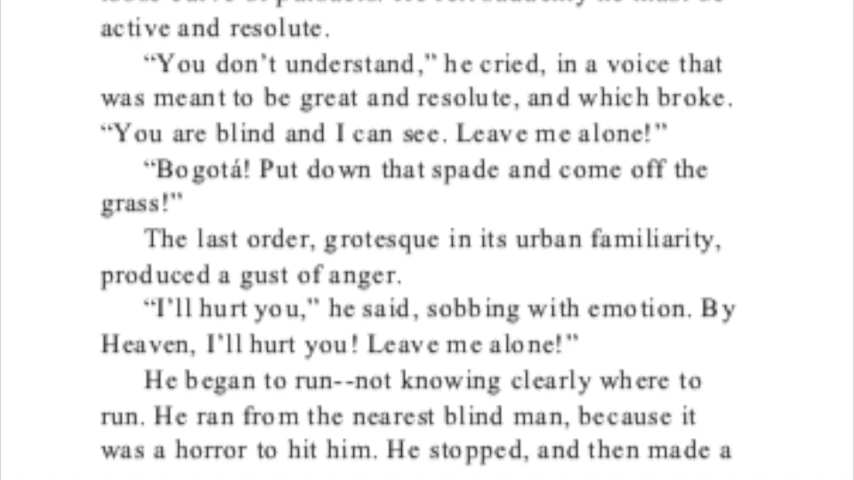 active and resolute.
“You don’t understand,” he cried, in a voice that
was meant to be great and resolute, and which broke.
“You are blind and I can see. Leave me alone!”
“Bogotá! Put down that spade and come off the
grass!”
The last order, grotesque in its urban familiarity,
produced a gust of anger.
“I’ll hurt you,” he said, sobbing with emotion. By
Heaven, I’ll hurt you! Leave me alone!”
He began to run--not knowing clearly where to
run. He ran from the nearest blind man, because it
was a horror to hit him. He stopped, and then made a